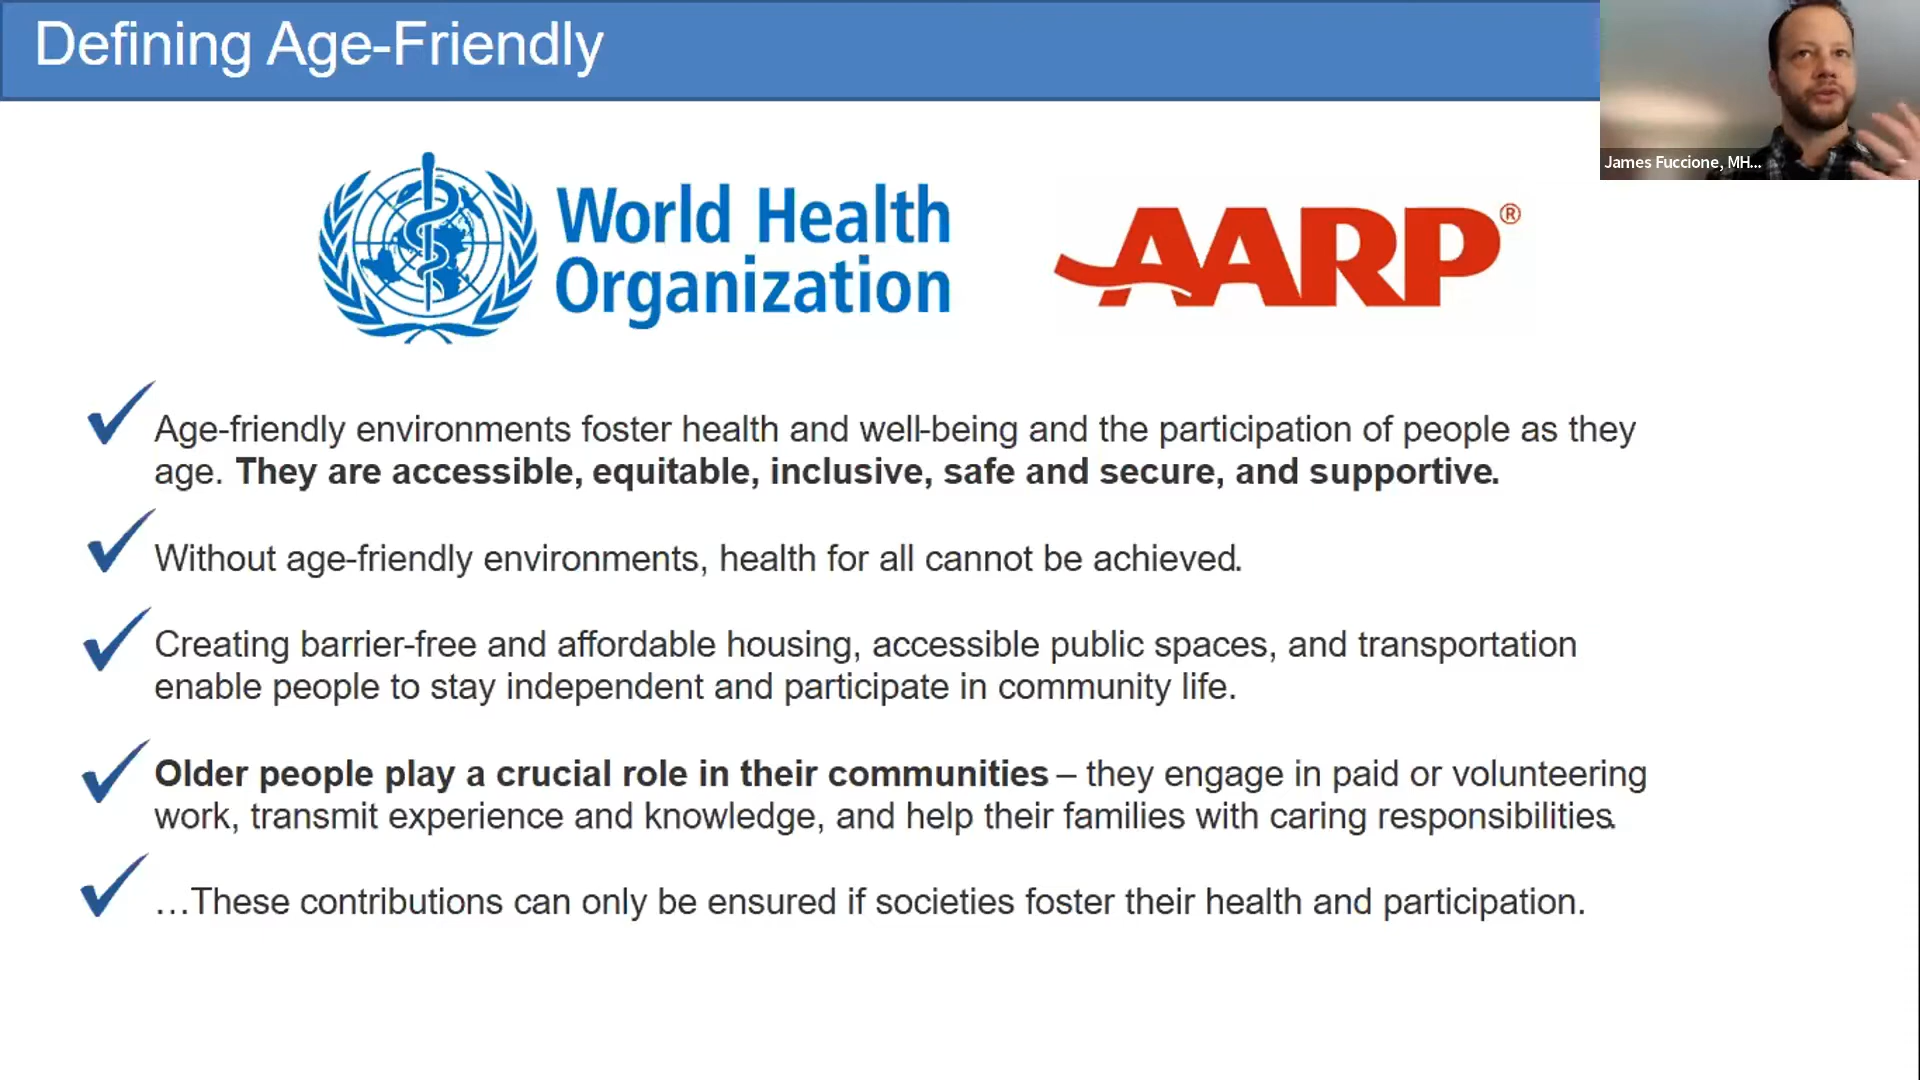 Defining Age-Friendly
James Fuccione, MH...
World Health
Organization
AARP®
Age-friendly environments foster health and well-being and the participation of people as they
age. They are accessible, equitable, inclusive, safe and secure, and supportive.
Without age-friendly environments, health for all cannot be achieved.
Creating barrier-free and affordable housing, accessible public spaces, and transportation
enable people to stay independent and participate in community life.
Older people play a crucial role in their communities – they engage in paid or volunteering
work, transmit experience and knowledge, and help their families with caring responsibilities.
…These contributions can only be ensured if societies foster their health and participation.